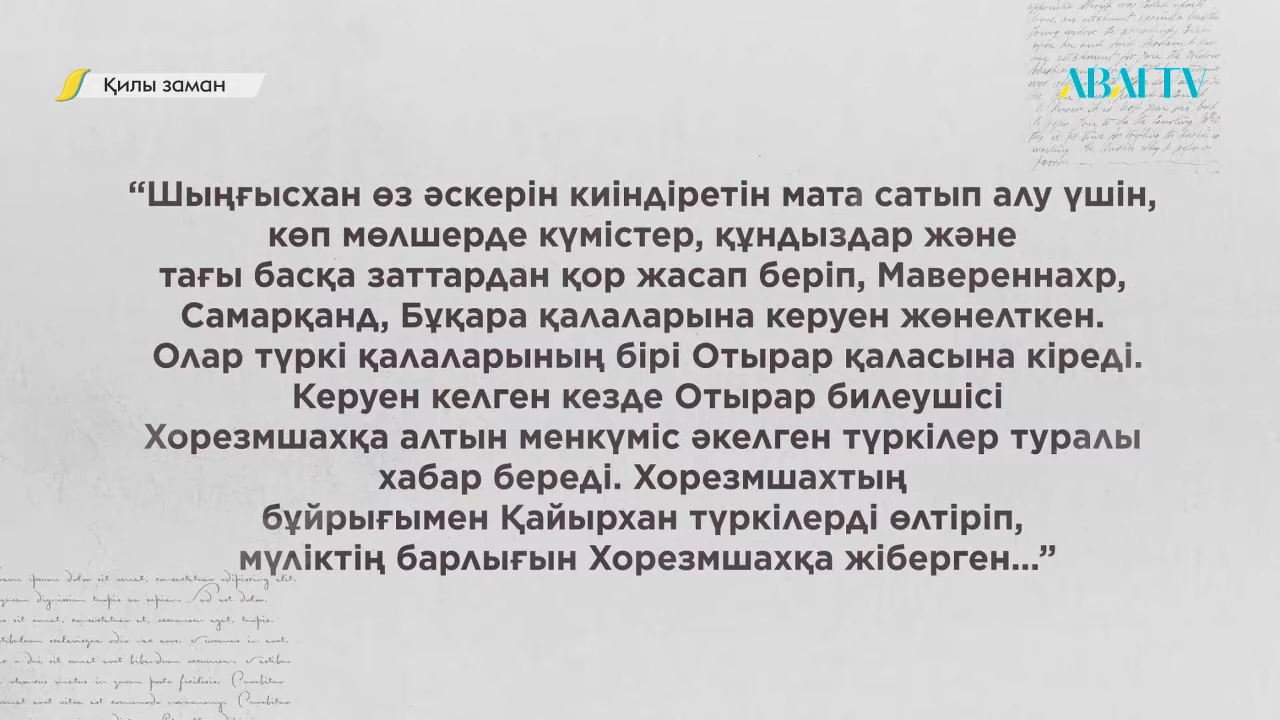 Қилы заман
ABAI TV
“Шыңғысхан өз әскерін киіндіретін мата сатып алу үшін,
көп мөлшерде күмістер, құндыздар және
тағы басқа заттардан қор жасап беріп, Мавереннахр,
Самарқанд, Бұқара қалаларына керуен жөнелткен.
Олар түркі қалаларының бірі Отырар қаласына кіреді.
Керуен келген кезде Отырар билеушісі
Хорезмшахқа алтын менкүміс әкелген түркілер туралы
хабар береді. Хорезмшахтың
бұйрығымен Қайырхан түркілерді өлтіріп,
мүліктің барлығын Хорезмшахқа жіберген...”